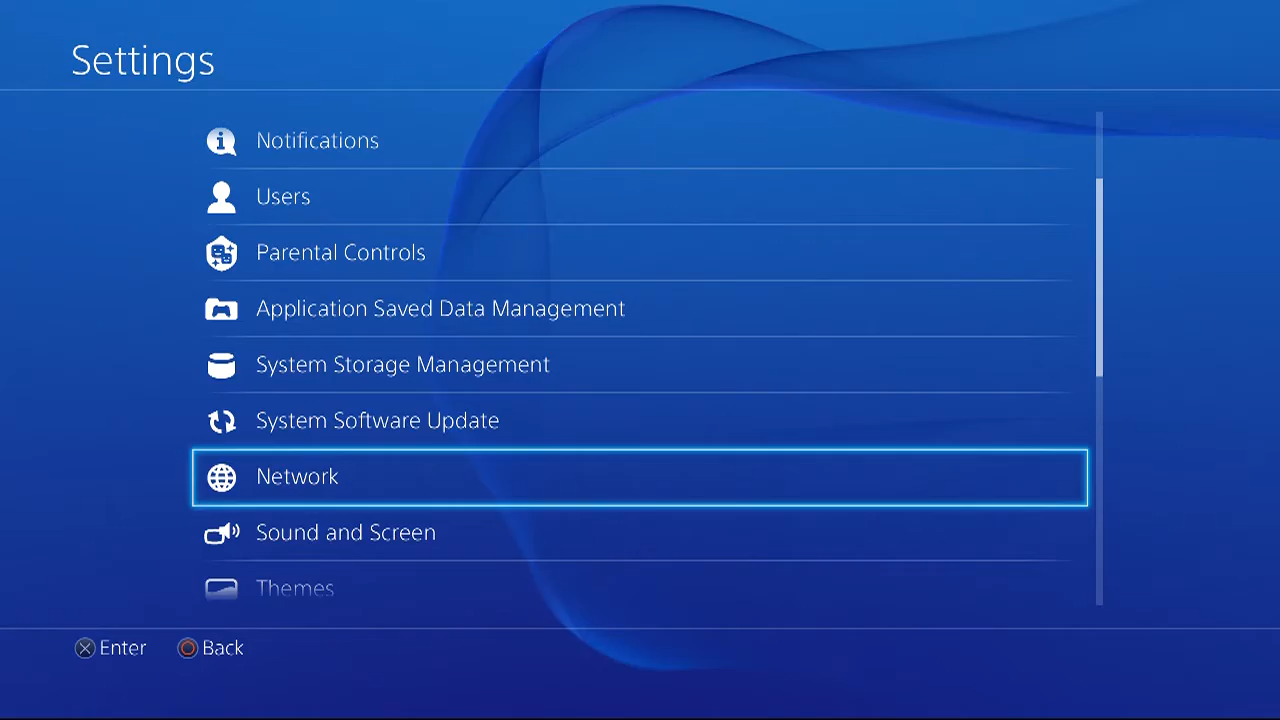 Settings
Notifications
Users
Parental Controls
Application Saved Data Management
System Storage Management
System Software Update
Network
Sound and Screen
Themes
Enter Back